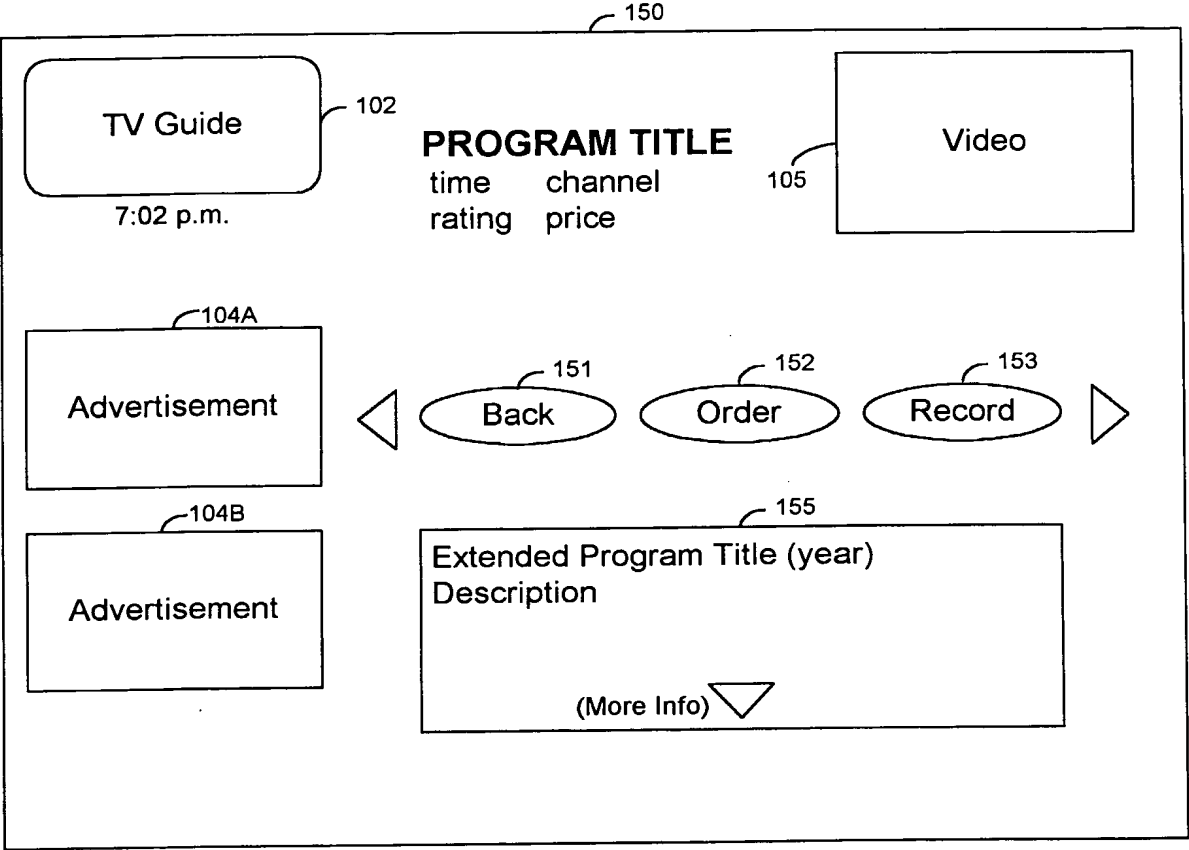 150
TV Guide
102
7:02 p.m.
PROGRAM TITLE
time channel
rating price
105
Video
104A
Advertisement
151
Back
152
Order
153
Record
104B
Advertisement
155
Extended Program Title (year)
Description
(More Info)